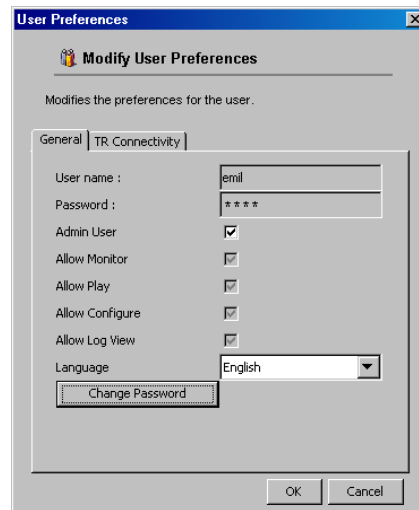 User Preferences
Modify User Preferences
Modifies the preferences for the user.
General TR Connectivity
User name : emil
Password : ****
Admin User
Allow Monitor
Allow Play
Allow Configure
Allow Log View
Language English
Change Password
OK Cancel